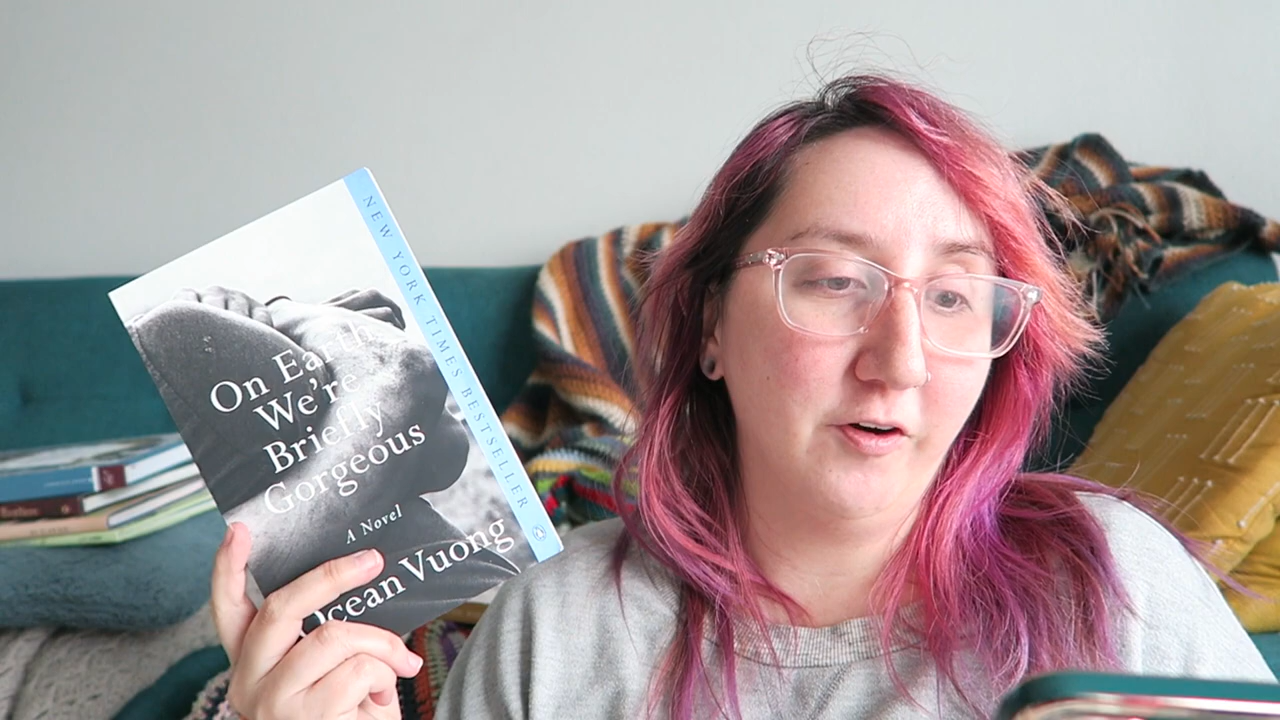 NEW YORK TIMES BESTSELLER
On Earth
We're
Briefly
Gorgeous
A Novel
Ocean Vuong